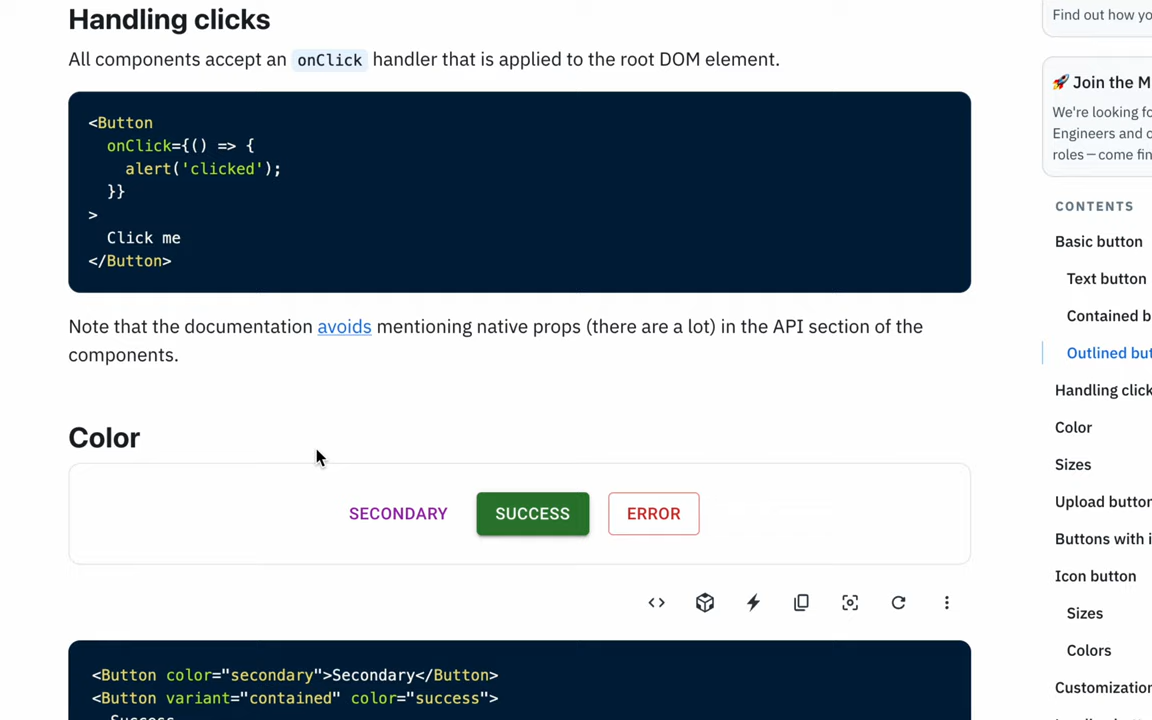 Handling clicks
All components accept an onClick handler that is applied to the root DOM element.
<Button
  onClick={() => {
    alert('clicked');
  }}
>
  Click me
</Button>
Note that the documentation avoids mentioning native props (there are a lot) in the API section of the
components.
Color
SECONDARY SUCCESS ERROR
<Button color="secondary">Secondary</Button>
<Button variant="contained" color="success">
  Success
Find out how yo
🚀 Join the M
We're looking fo
Engineers and c
roles — come fin
CONTENTS
Basic button
Text button
Contained b
Outlined but
Handling click
Color
Sizes
Upload button
Buttons with i
Icon button
Sizes
Colors
Customization